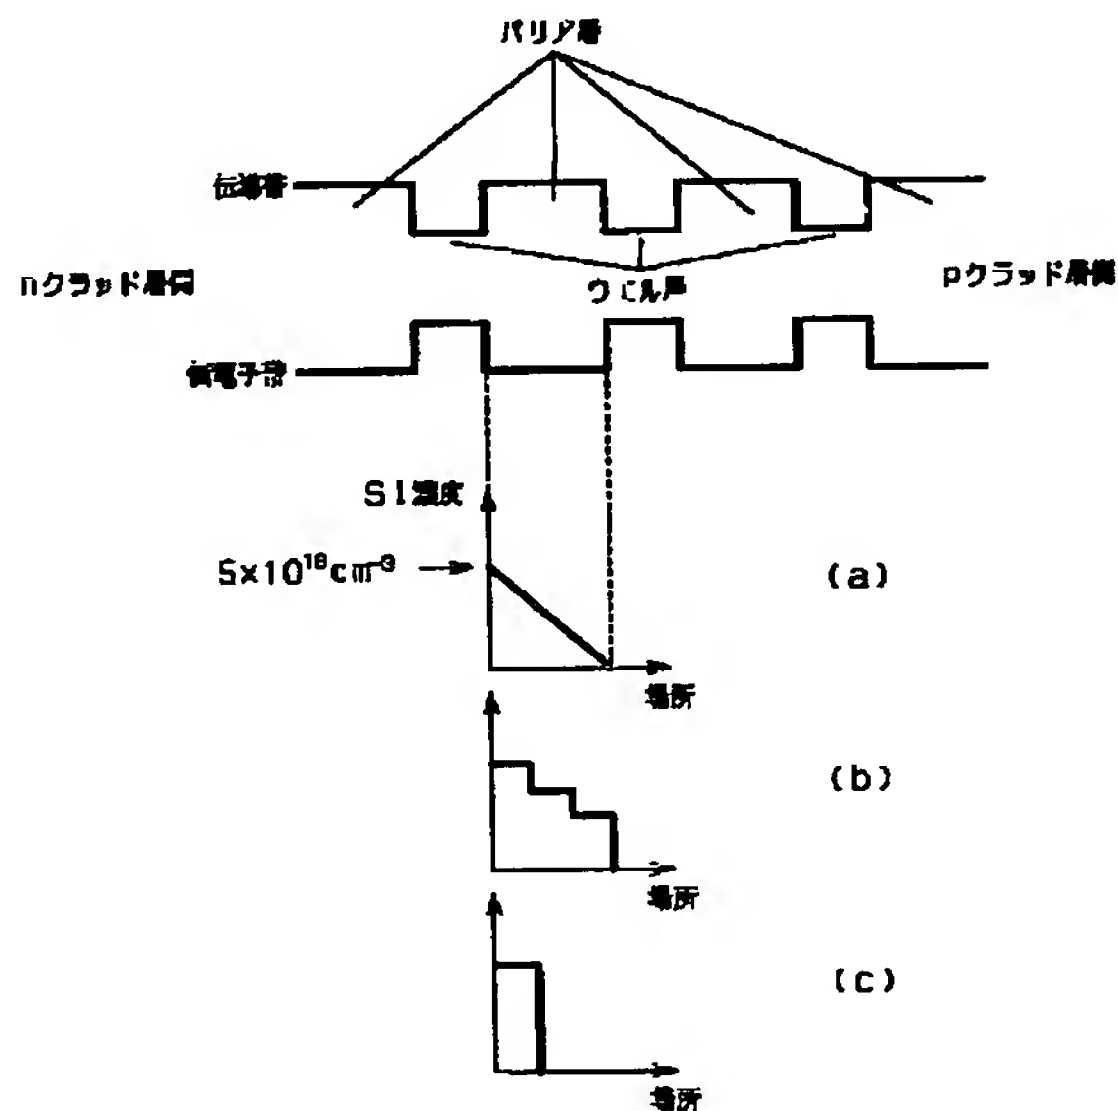 バリア層
伝導帯
nクラッド層側
ウェル層
pクラッド層側
価電子帯
Si濃度
5×10¹⁸cm⁻³
(a)
場所
(b)
場所
(c)
場所